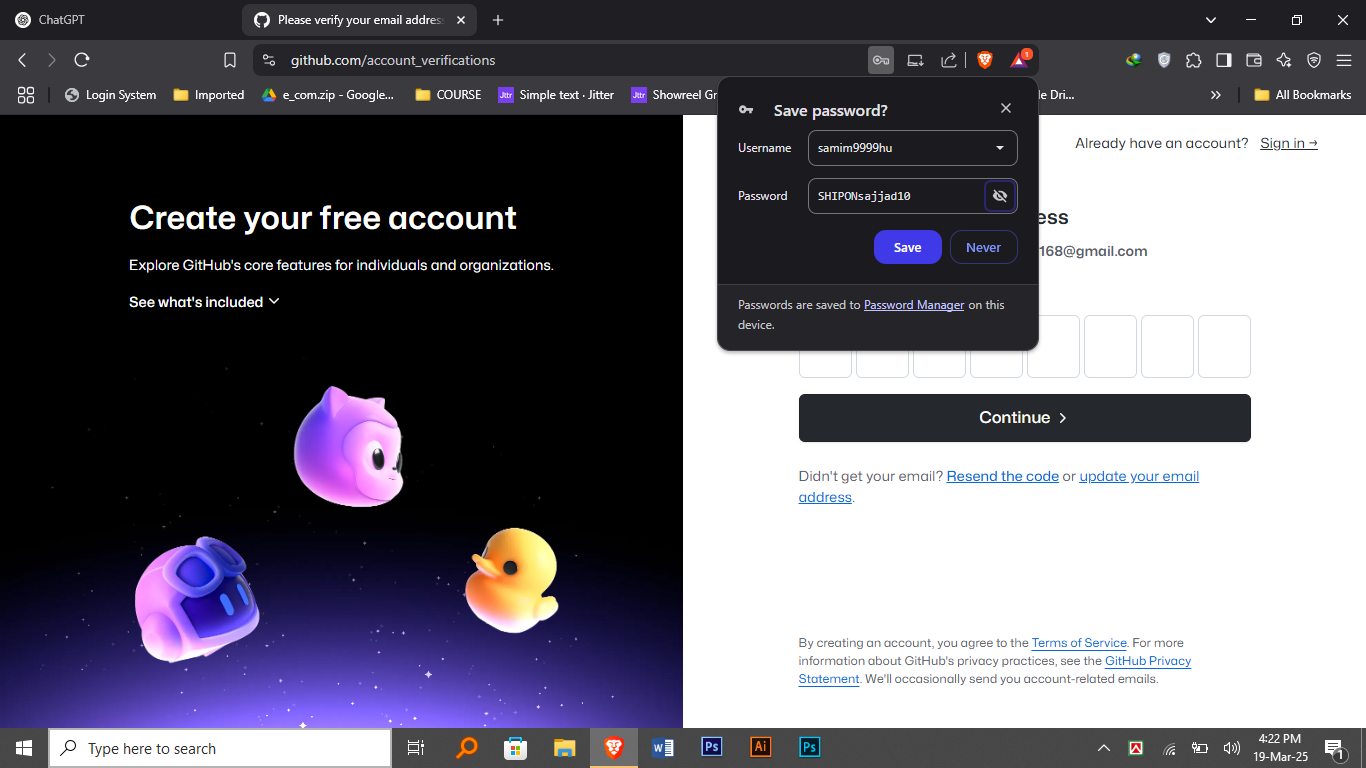 ChatGPT
Please verify your email addres
github.com/account_verifications
1
Login System
Imported
e_com.zip - Google...
COURSE
Simple text · Jitter
Showreel Gr
le Dri...
All Bookmarks
Save password?
Username
samim9999hu
Password
SHIPONsajjad10
Save
Never
Passwords are saved to Password Manager on this
device.
Already have an account? Sign in →
ess
168@gmail.com
Create your free account
Explore GitHub's core features for individuals and organizations.
See what's included
Continue
Didn't get your email? Resend the code or update your email
address.
By creating an account, you agree to the Terms of Service. For more
information about GitHub's privacy practices, see the GitHub Privacy
Statement. We'll occasionally send you account-related emails.
Type here to search
Ps
Ai
Ps
4:22 PM
19-Mar-25
1